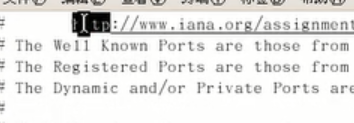 #       http://www.iana.org/assignment
# The Well Known Ports are those from
# The Registered Ports are those from
# The Dynamic and/or Private Ports are
#